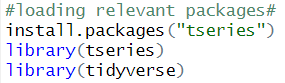 #loading relevant packages#
install.packages("tseries")
library(tseries)
library(tidyverse)